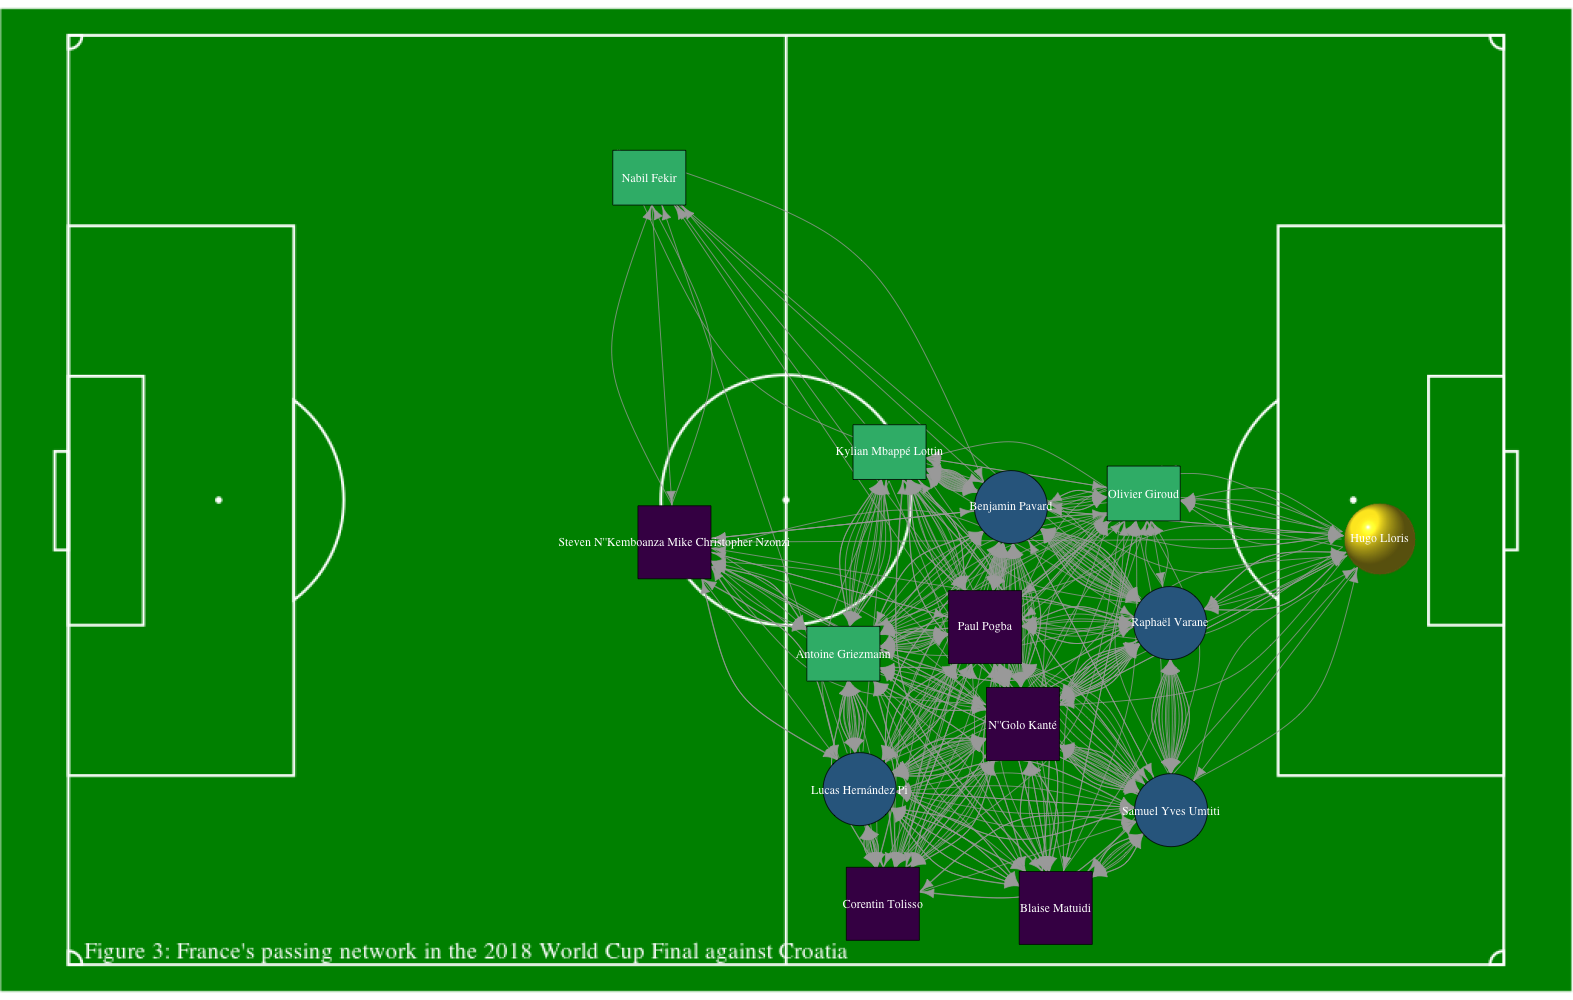 Nabil Fekir
Kylian Mbappé Lottin
Olivier Giroud
Benjamin Pavard
Hugo Lloris
Steven N"Kemboanza Mike Christopher Nzonzi
Paul Pogba
Raphaël Varane
Antoine Griezmann
N"Golo Kanté
Lucas Hernández Pi
Samuel Yves Umtiti
Corentin Tolisso
Blaise Matuidi
Figure 3: France's passing network in the 2018 World Cup Final against Croatia